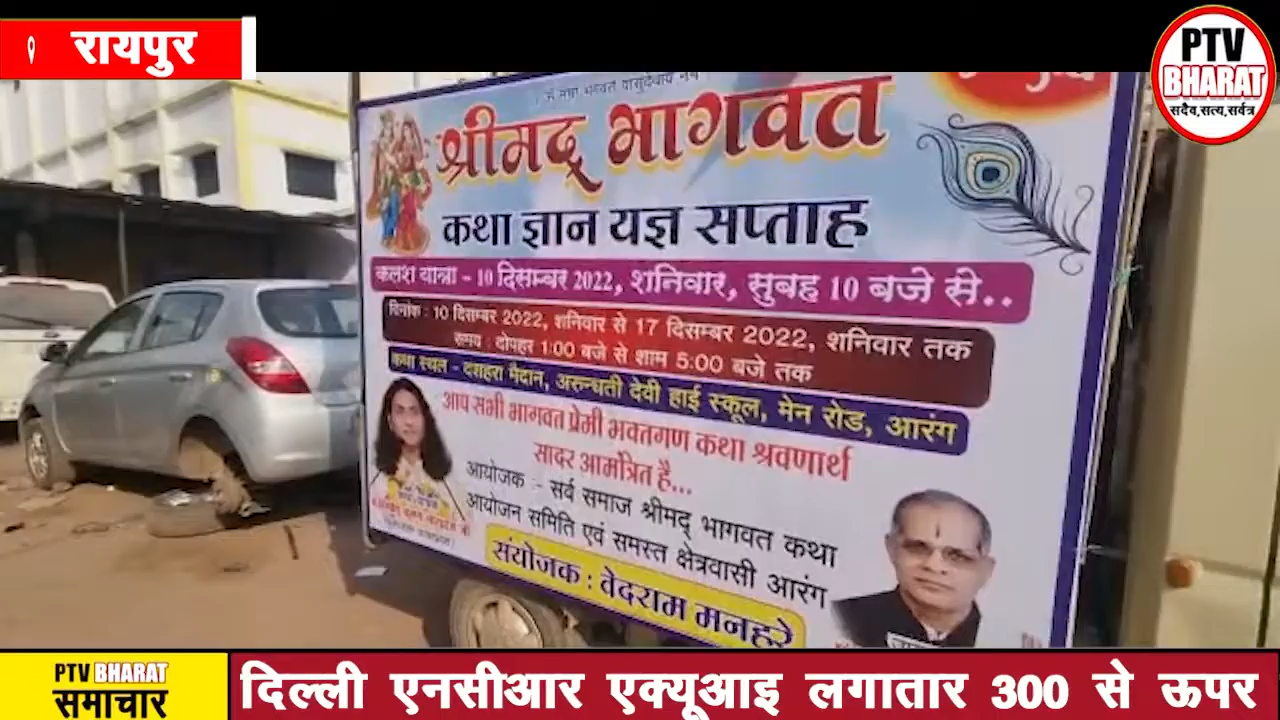 रायपुर
PTV
BHARAT
सदैव,सत्य,सर्वत्र
श्रीमद् भागवत
कथा ज्ञान यज्ञ सप्ताह
कलश यात्रा - 10 दिसम्बर 2022, शनिवार, सुबह 10 बजे से..
दिनांक : 10 दिसम्बर 2022, शनिवार से 17 दिसम्बर 2022, शनिवार तक
समय : दोपहर 1:00 बजे से शाम 5:00 बजे तक
कथा स्थल - दशहरा मैदान, अरुन्धती देवी हाई स्कूल, मेन रोड, आरंग
आप सभी भागवत प्रेमी भक्तगण कथा श्रवणार्थ
सादर आमंत्रित है...
आयोजक :- सर्व समाज श्रीमद् भागवत कथा
आयोजन समिति एवं समस्त क्षेत्रवासी आरंग
संयोजक : वेदराम मनहरे
PTV BHARAT
समाचार
दिल्ली एनसीआर एक्यूआइ लगातार 300 से ऊपर